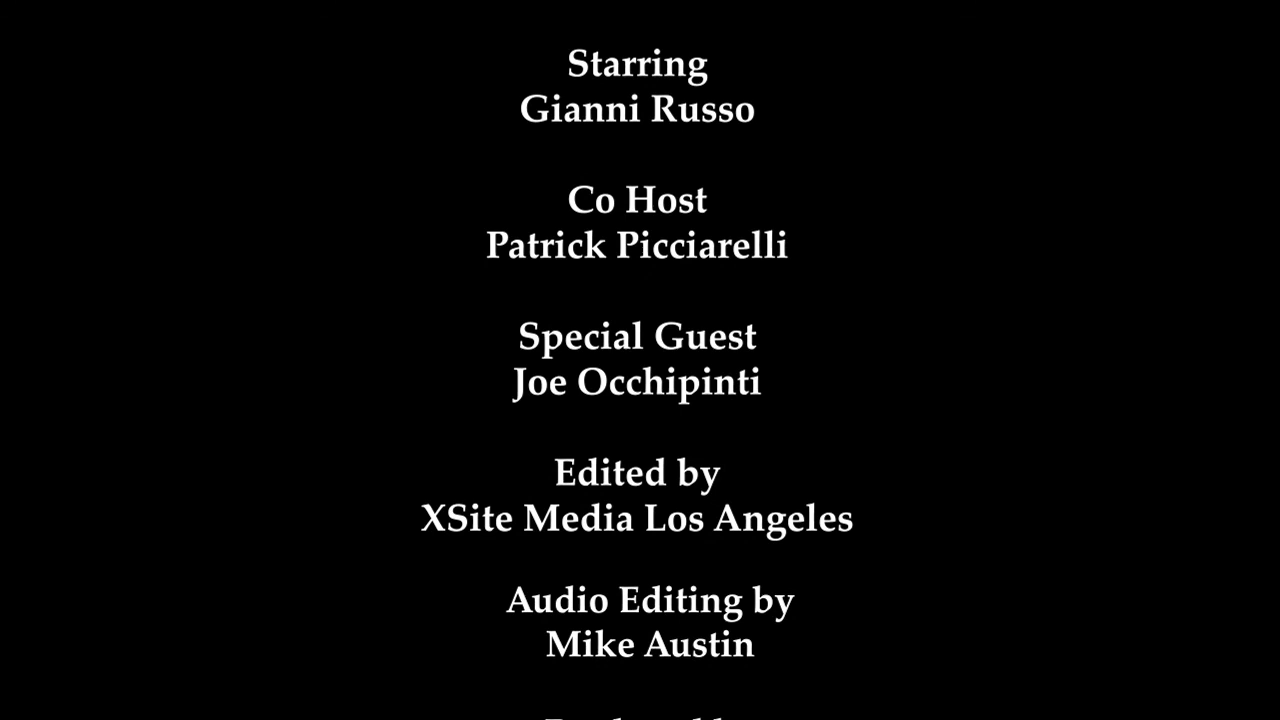 Starring
Gianni Russo
Co Host
Patrick Picciarelli
Special Guest
Joe Occhipinti
Edited by
XSite Media Los Angeles
Audio Editing by
Mike Austin